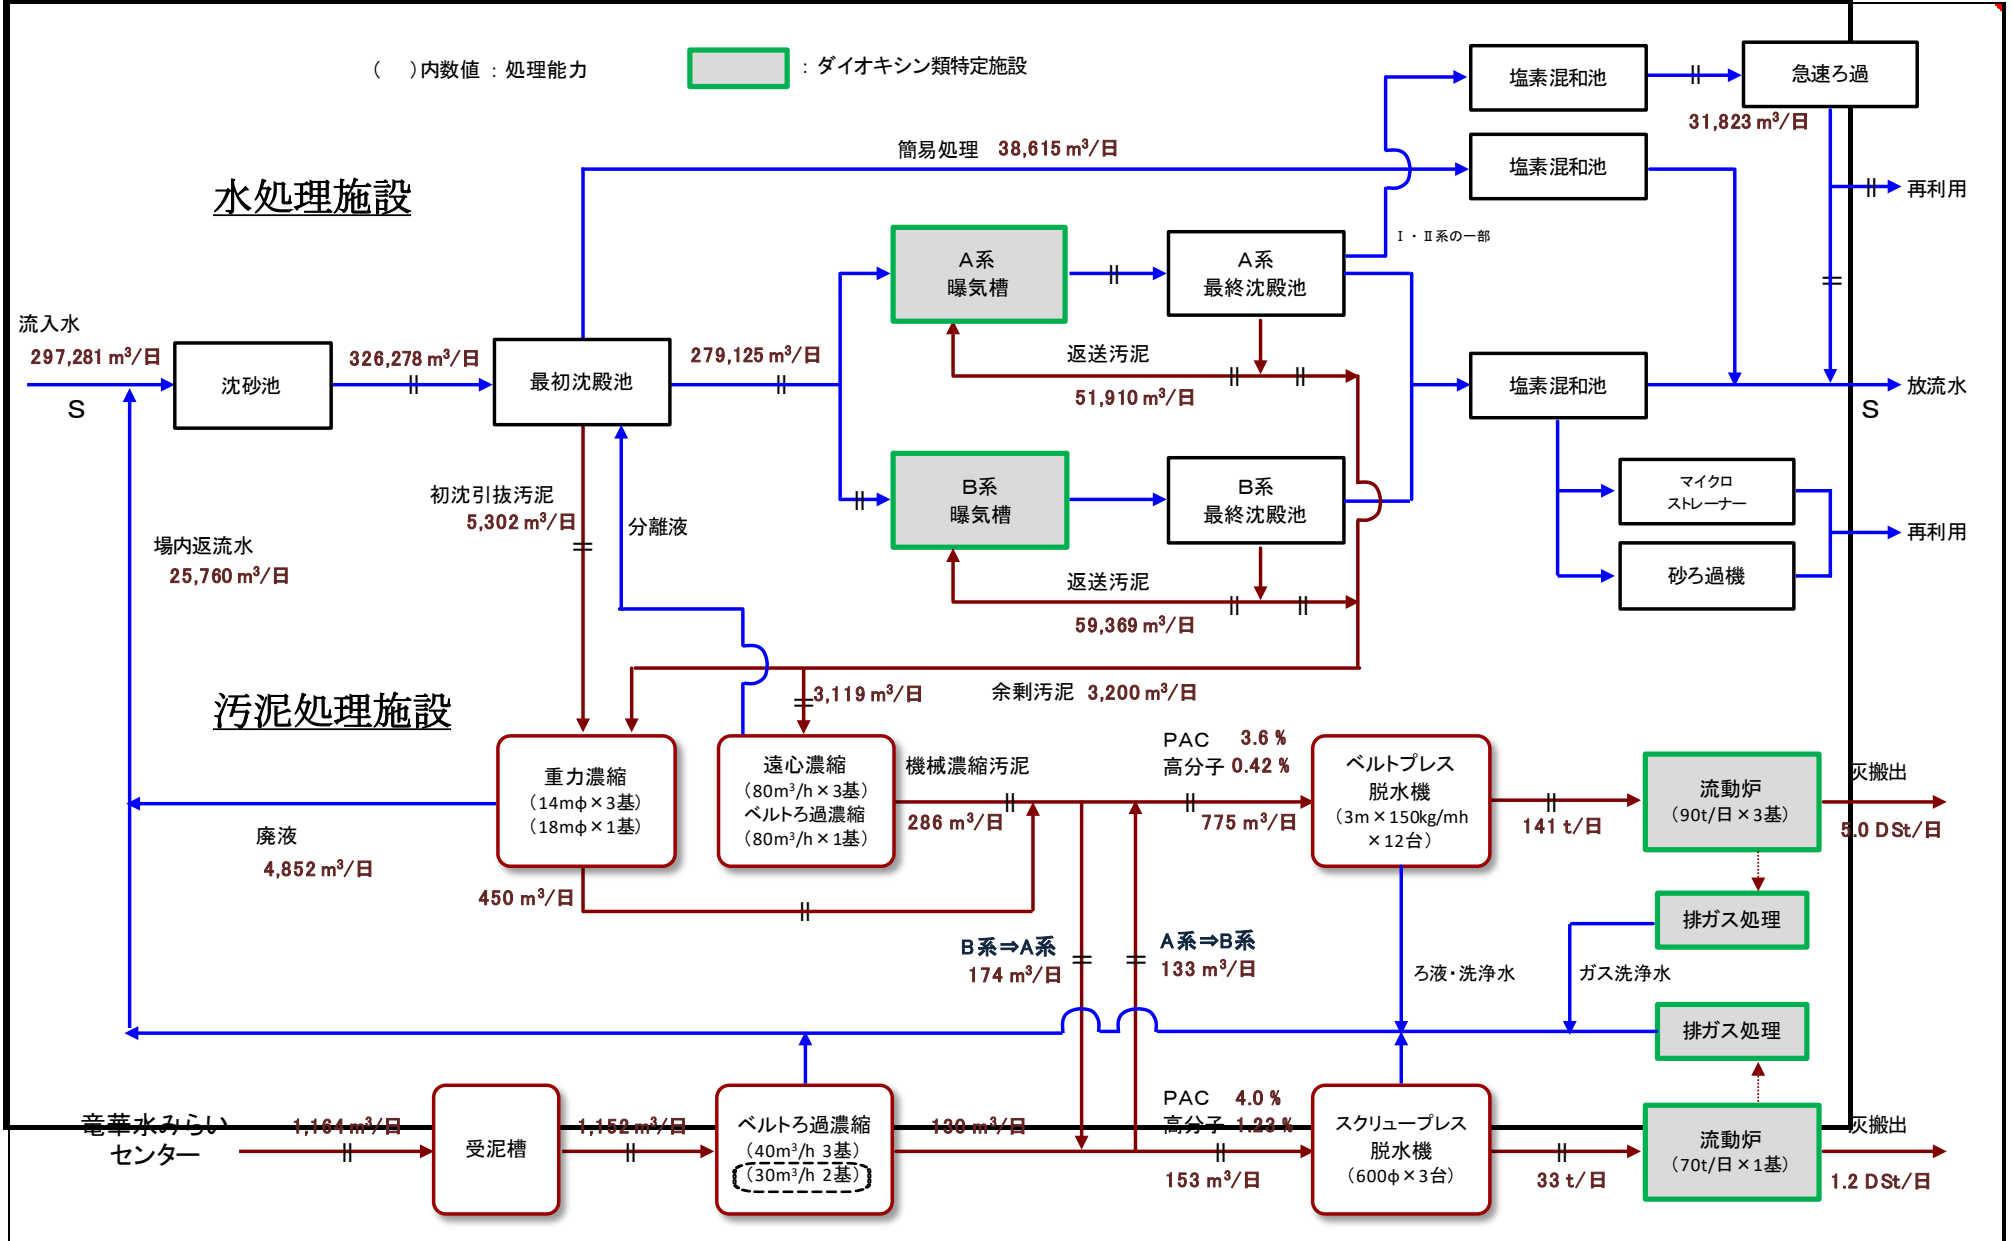 （　）内数値：処理能力
：ダイオキシン類特定施設
塩素混和池
急速ろ過
31,823 m³/日
簡易処理 38,615 m³/日
塩素混和池
再利用
水処理施設
Ⅰ・Ⅱ系の一部
A系
曝気槽
A系
最終沈殿池
流入水
297,281 m³/日
S
沈砂池
326,278 m³/日
最初沈殿池
279,125 m³/日
返送汚泥
51,910 m³/日
塩素混和池
放流水
S
B系
曝気槽
B系
最終沈殿池
マイクロ
ストレーナー
再利用
砂ろ過機
初沈引抜汚泥
5,302 m³/日
分離液
場内返流水
25,760 m³/日
返送汚泥
59,369 m³/日
汚泥処理施設
3,119 m³/日
余剰汚泥 3,200 m³/日
重力濃縮
（14mφ×3基）
（18mφ×1基）
遠心濃縮
（80m³/h×3基）
ベルトろ過濃縮
（80m³/h×1基）
機械濃縮汚泥
286 m³/日
PAC 3.6 %
高分子 0.42 %
775 m³/日
ベルトプレス
脱水機
（3m×150kg/mh
×12台）
141 t/日
流動炉
（90t/日×3基）
灰搬出
5.0 DSt/日
廃液
4,852 m³/日
450 m³/日
排ガス処理
B系⇒A系
174 m³/日
A系⇒B系
133 m³/日
ろ液・洗浄水
ガス洗浄水
排ガス処理
竜華水みらい
センター
1,164 m³/日
受泥槽
1,152 m³/日
ベルトろ過濃縮
（40m³/h 3基）
（30m³/h 2基）
130 m³/日
PAC 4.0 %
高分子 1.23 %
153 m³/日
スクリュープレス
脱水機
（600φ×3台）
33 t/日
流動炉
（70t/日×1基）
灰搬出
1.2 DSt/日